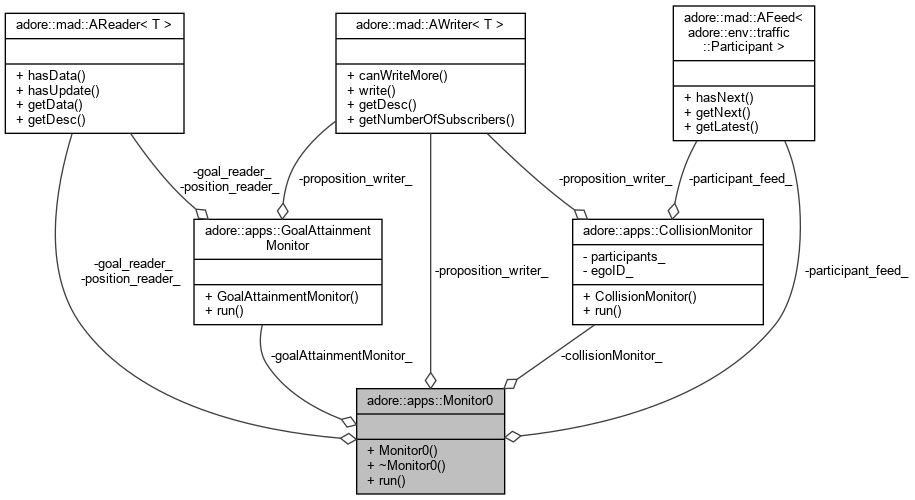 adore::mad::AReader< T >
+ hasData()
+ hasUpdate()
+ getData()
+ getDesc()
adore::mad::AWriter< T >
+ canWriteMore()
+ write()
+ getDesc()
+ getNumberOfSubscribers()
adore::mad::AFeed<
adore::env::traffic
::Participant >
+ hasNext()
+ getNext()
+ getLatest()
-goal_reader_
-position_reader_
-proposition_writer_
-proposition_writer_
-participant_feed_
adore::apps::GoalAttainment
Monitor
+ GoalAttainmentMonitor()
+ run()
adore::apps::CollisionMonitor
- participants_
- egoID_
+ CollisionMonitor()
+ run()
-goal_reader_
-position_reader_
-proposition_writer_
-participant_feed_
-goalAttainmentMonitor_
-collisionMonitor_
adore::apps::Monitor0
+ Monitor0()
+ ~Monitor0()
+ run()